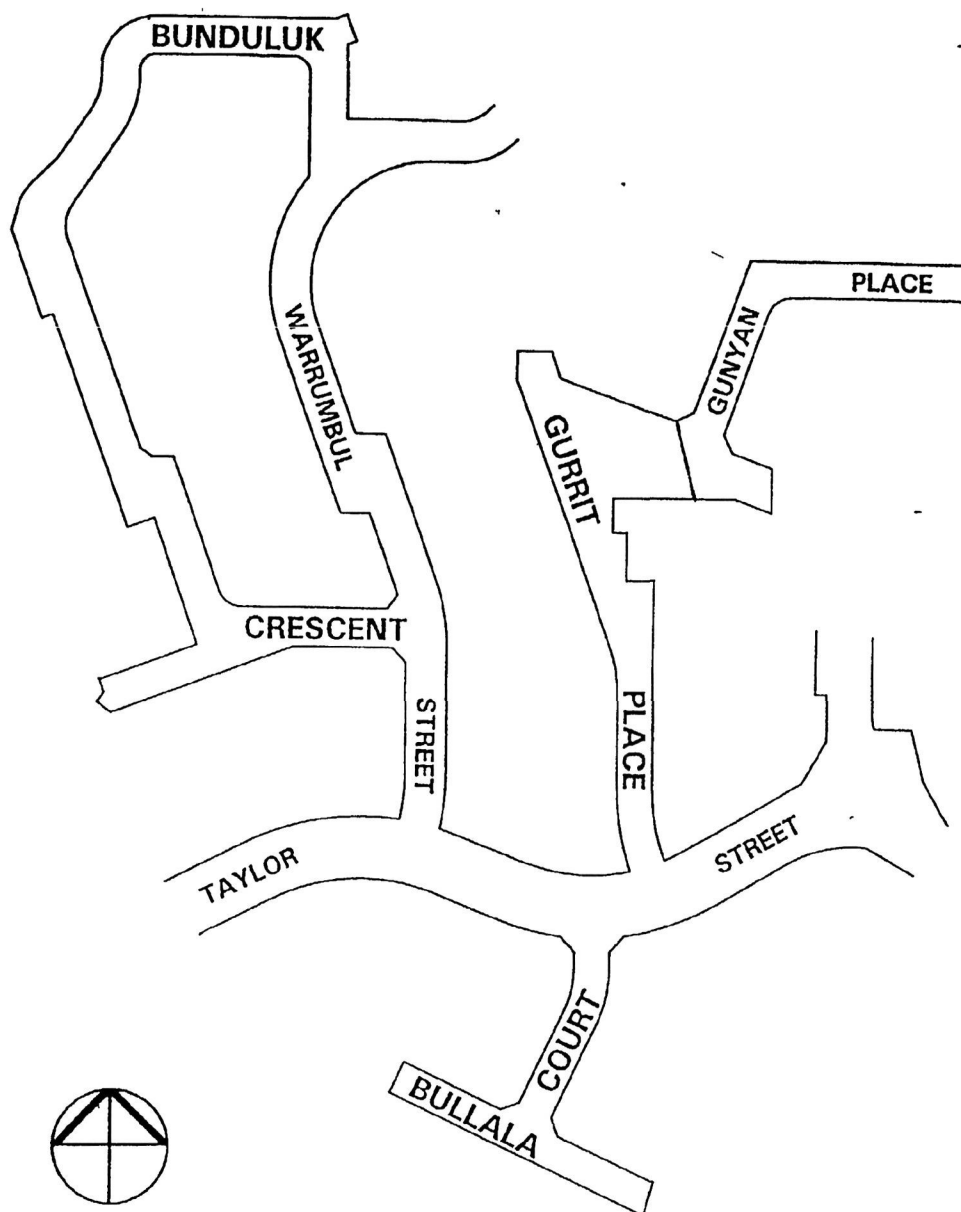 BUNDULUK
CRESCENT
WARRUMBUL
STREET
GURRIT
PLACE
GUNYAN
PLACE
TAYLOR
STREET
BULLALA
COURT